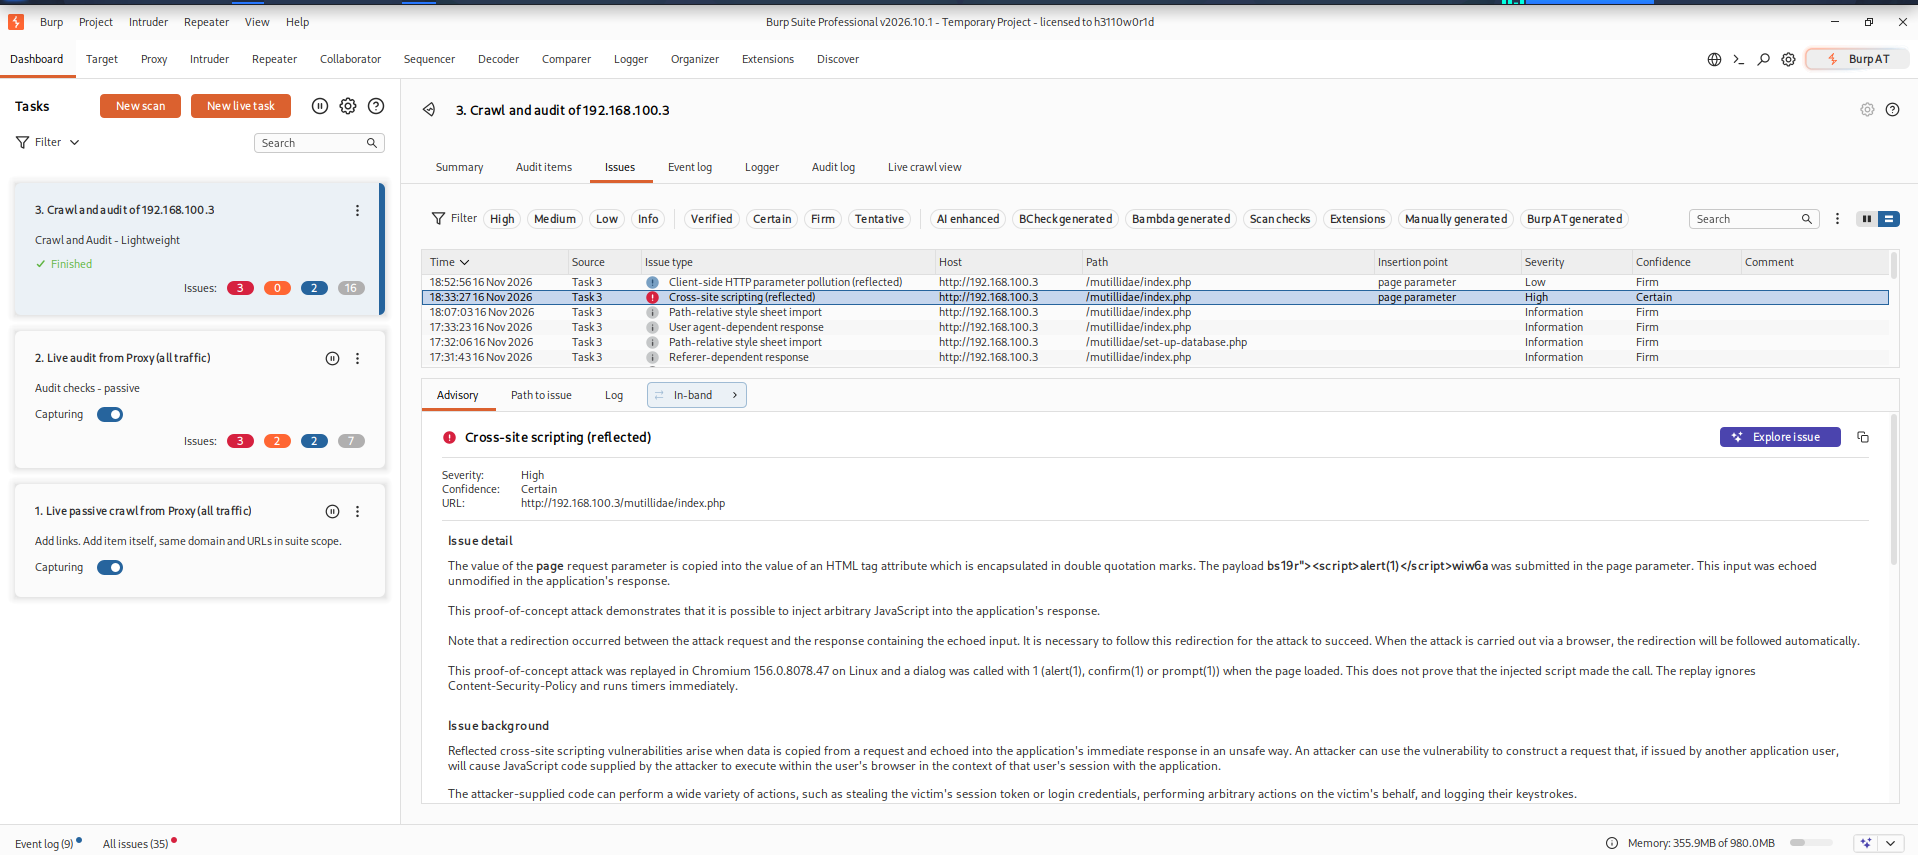 Burp Project Intruder Repeater View Help
Burp Suite Professional v2026.10.1 - Temporary Project - licensed to h3110w0r1d
Dashboard Target Proxy Intruder Repeater Collaborator Sequencer Decoder Comparer Logger Organizer Extensions Discover
Burp AT
Tasks
New scan
New live task
Filter
Search
3. Crawl and audit of 192.168.100.3
Crawl and Audit - Lightweight
Finished
Issues: 3 0 2 16
2. Live audit from Proxy (all traffic)
Audit checks - passive
Capturing
Issues: 3 2 2 7
1. Live passive crawl from Proxy (all traffic)
Add links. Add item itself, same domain and URLs in suite scope.
Capturing
3. Crawl and audit of 192.168.100.3
Summary Audit items Issues Event log Logger Audit log Live crawl view
Filter High Medium Low Info Verified Certain Firm Tentative AI enhanced BCheck generated Bambda generated Scan checks Extensions Manually generated Burp AT generated Search
Time Source Issue type Host Path Insertion point Severity Confidence Comment
18:52:56 16 Nov 2026 Task 3 Client-side HTTP parameter pollution (reflected) http://192.168.100.3 /mutillidae/index.php page parameter Low Firm
18:33:27 16 Nov 2026 Task 3 Cross-site scripting (reflected) http://192.168.100.3 /mutillidae/index.php page parameter High Certain
18:07:03 16 Nov 2026 Task 3 Path-relative style sheet import http://192.168.100.3 /mutillidae/index.php Information Firm
17:33:23 16 Nov 2026 Task 3 User agent-dependent response http://192.168.100.3 /mutillidae/index.php Information Firm
17:32:06 16 Nov 2026 Task 3 Path-relative style sheet import http://192.168.100.3 /mutillidae/set-up-database.php Information Firm
17:31:43 16 Nov 2026 Task 3 Referer-dependent response http://192.168.100.3 /mutillidae/index.php Information Firm
Advisory Path to issue Log In-band
Cross-site scripting (reflected)
Explore issue
Severity: High
Confidence: Certain
URL: http://192.168.100.3/mutillidae/index.php
Issue detail
The value of the page request parameter is copied into the value of an HTML tag attribute which is encapsulated in double quotation marks. The payload bs19r"><script>alert(1)</script>wiw6a was submitted in the page parameter. This input was echoed
unmodified in the application's response.
This proof-of-concept attack demonstrates that it is possible to inject arbitrary JavaScript into the application's response.
Note that a redirection occurred between the attack request and the response containing the echoed input. It is necessary to follow this redirection for the attack to succeed. When the attack is carried out via a browser, the redirection will be followed automatically.
This proof-of-concept attack was replayed in Chromium 156.0.8078.47 on Linux and a dialog was called with 1 (alert(1), confirm(1) or prompt(1)) when the page loaded. This does not prove that the injected script made the call. The replay ignores
Content-Security-Policy and runs timers immediately.
Issue background
Reflected cross-site scripting vulnerabilities arise when data is copied from a request and echoed into the application's immediate response in an unsafe way. An attacker can use the vulnerability to construct a request that, if issued by another application user,
will cause JavaScript code supplied by the attacker to execute within the user's browser in the context of that user's session with the application.
The attacker-supplied code can perform a wide variety of actions, such as stealing the victim's session token or login credentials, performing arbitrary actions on the victim's behalf, and logging their keystrokes.
Event log (9) All issues (35)
Memory: 355.9MB of 980.0MB